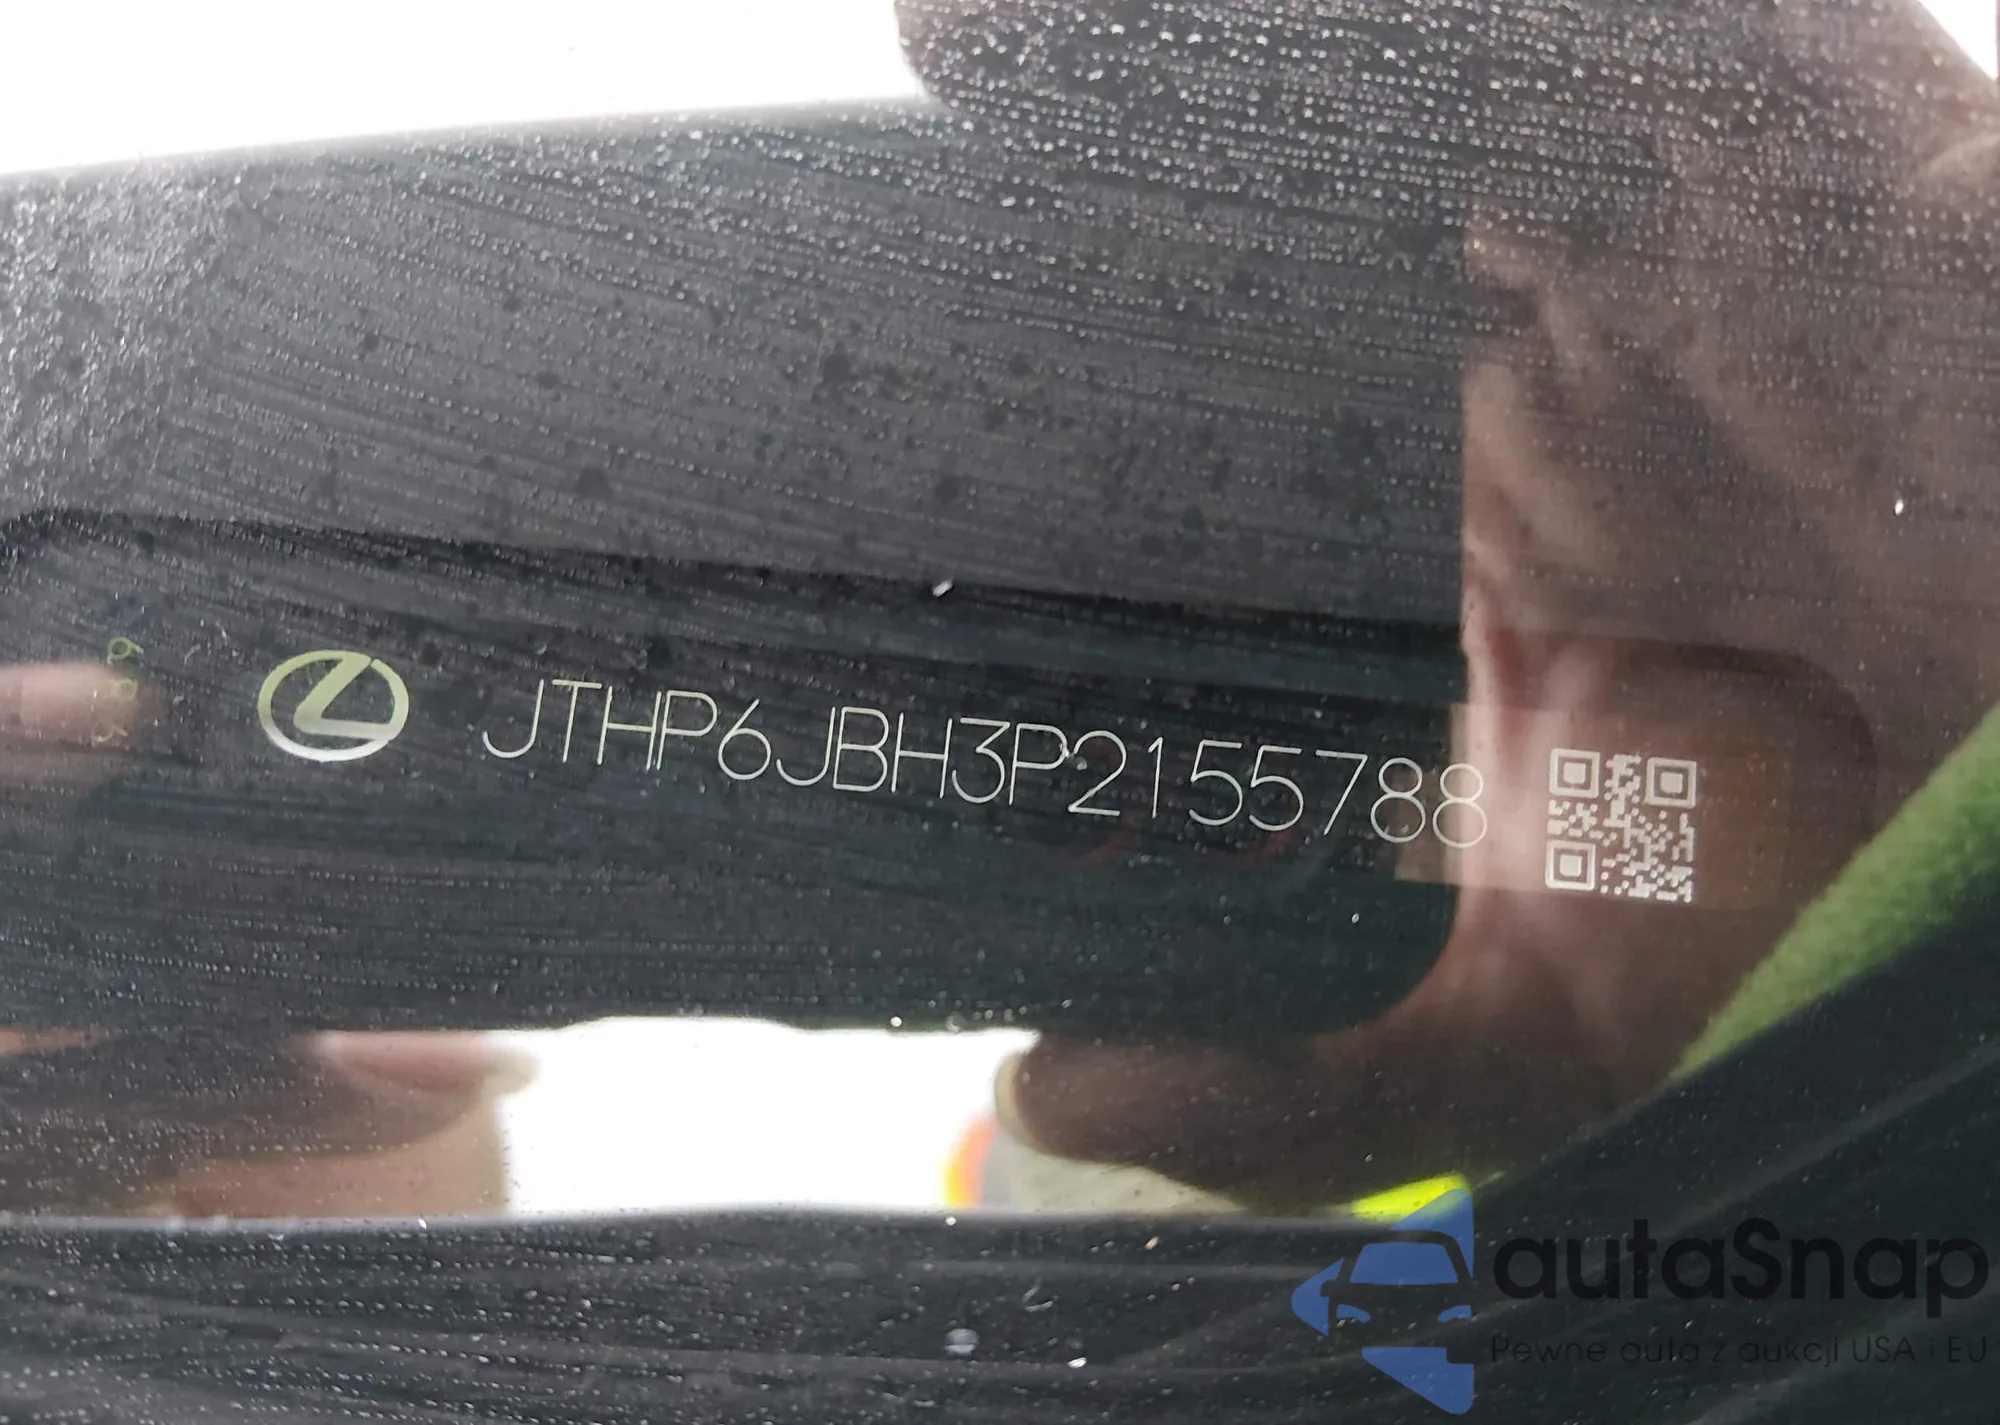 JTHP6JBH3P2155788
autaSnap
Pewne auta z aukcji USA i EU